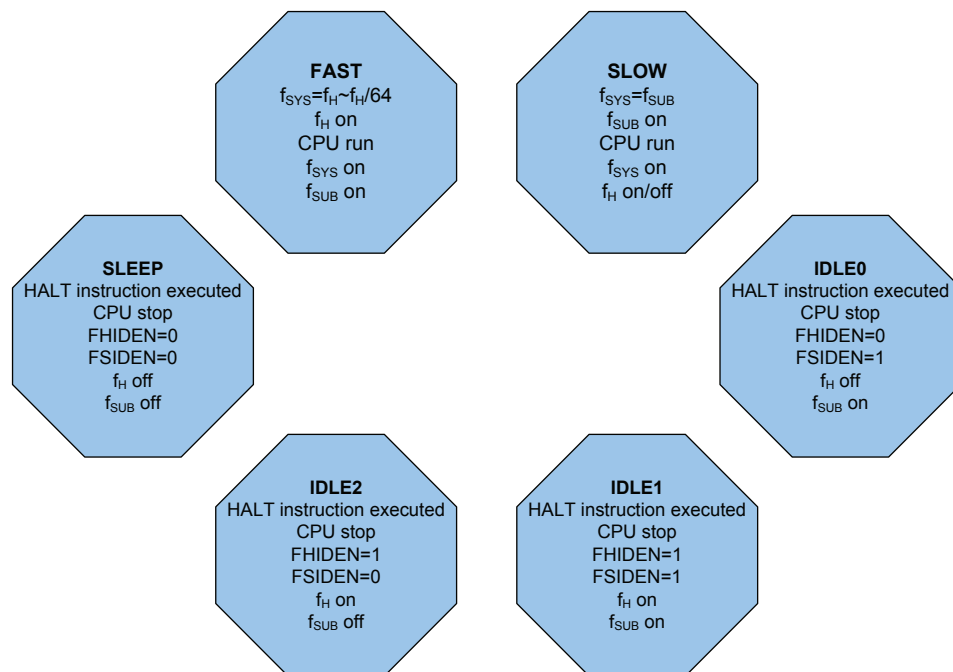 FAST
fSYS=fH~fH/64
fH on
CPU run
fSYS on
fSUB on
SLOW
fSYS=fSUB
fSUB on
CPU run
fSYS on
fH on/off
SLEEP
HALT instruction executed
CPU stop
FHIDEN=0
FSIDEN=0
fH off
fSUB off
IDLE0
HALT instruction executed
CPU stop
FHIDEN=0
FSIDEN=1
fH off
fSUB on
IDLE2
HALT instruction executed
CPU stop
FHIDEN=1
FSIDEN=0
fH on
fSUB off
IDLE1
HALT instruction executed
CPU stop
FHIDEN=1
FSIDEN=1
fH on
fSUB on